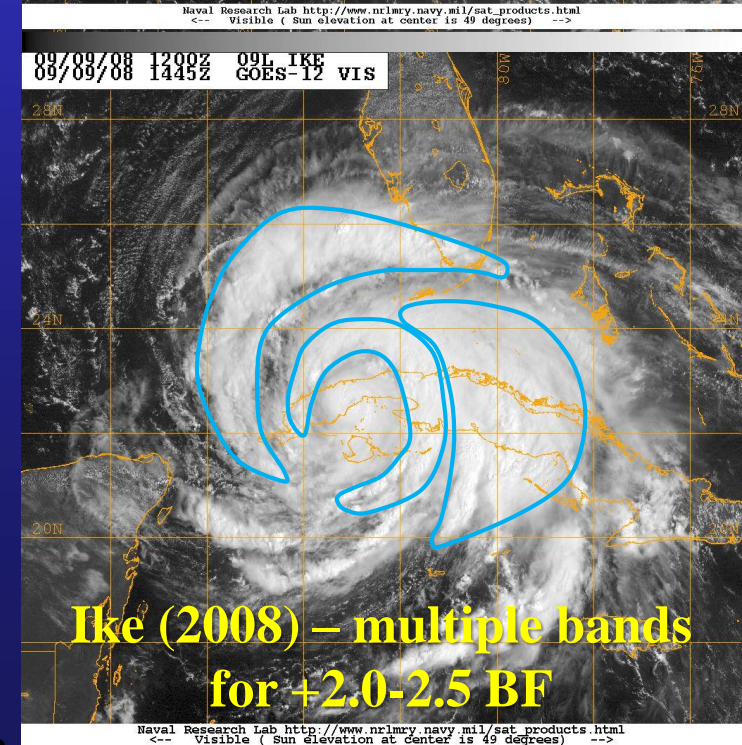 Naval Research Lab http://www.nrlmry.navy.mil/sat_products.html
<-- Visible ( Sun elevation at center is 49 degrees) -->
09/09/08 1200Z 09L IKE
09/09/08 1445Z GOES-12 VIS
80W
76W
28N 28N
24N 24N
20N 20N
Ike (2008) – multiple bands
for +2.0-2.5 BF
Naval Research Lab http://www.nrlmry.navy.mil/sat_products.html
<-- Visible ( Sun elevation at center is 49 degrees) -->